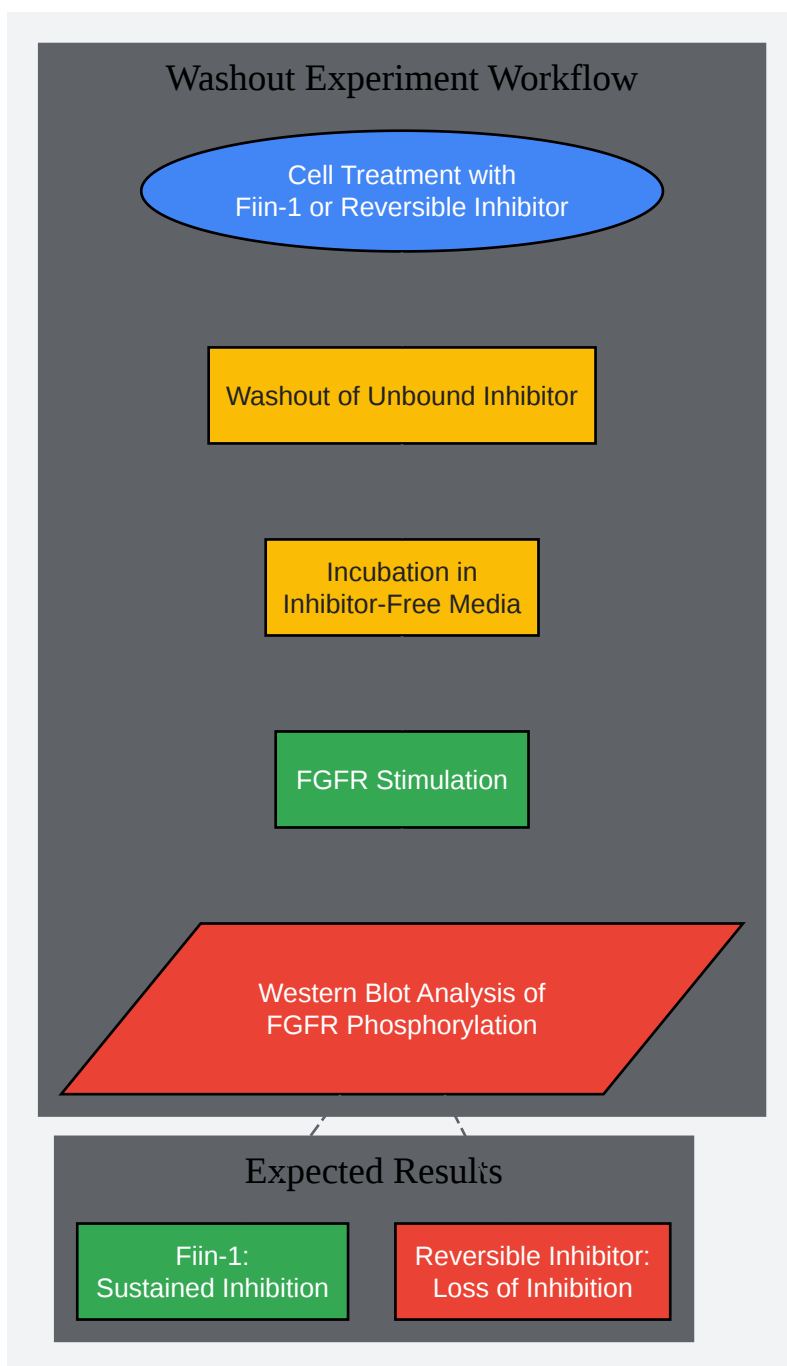 Washout Experiment Workflow
Cell Treatment with
Fiin-1 or Reversible Inhibitor
Washout of Unbound Inhibitor
Incubation in
Inhibitor-Free Media
FGFR Stimulation
Western Blot Analysis of
FGFR Phosphorylation
Expected Results
Fiin-1:
Sustained Inhibition
Reversible Inhibitor:
Loss of Inhibition